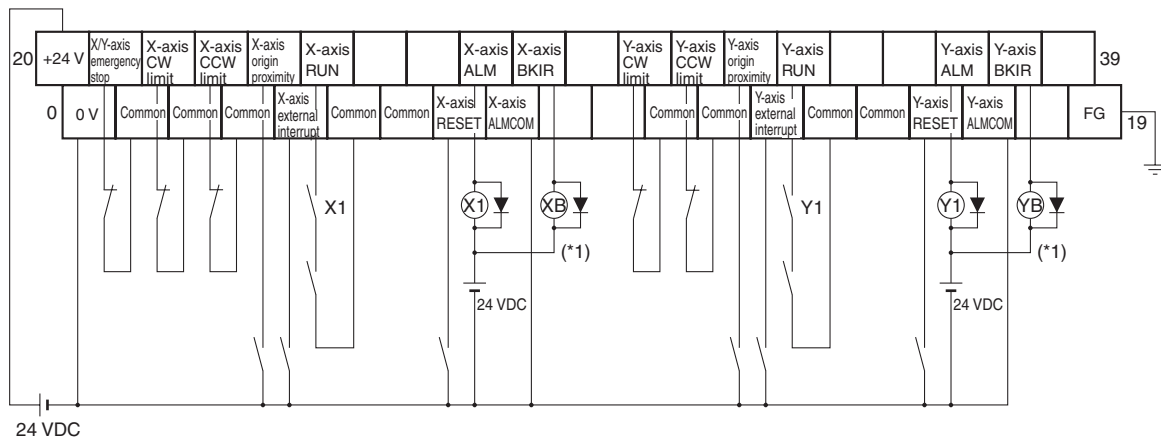 20
+24 V
X/Y-axis
emergency
stop
X-axis
CW
limit
X-axis
CCW
limit
X-axis
origin
proximity
X-axis
RUN
X-axis
ALM
X-axis
BKIR
Y-axis
CW
limit
Y-axis
CCW
limit
Y-axis
origin
proximity
Y-axis
RUN
Y-axis
ALM
Y-axis
BKIR
39
0
0 V
Common
Common
Common
X-axis
external
interrupt
Common
Common
X-axis
RESET
X-axis
ALMCOM
Common
Common
Y-axis
external
interrupt
Common
Common
Y-axis
RESET
Y-axis
ALMCOM
FG
19
X1
X1
XB
Y1
Y1
YB
(*1)
(*1)
24 VDC
24 VDC
24 VDC